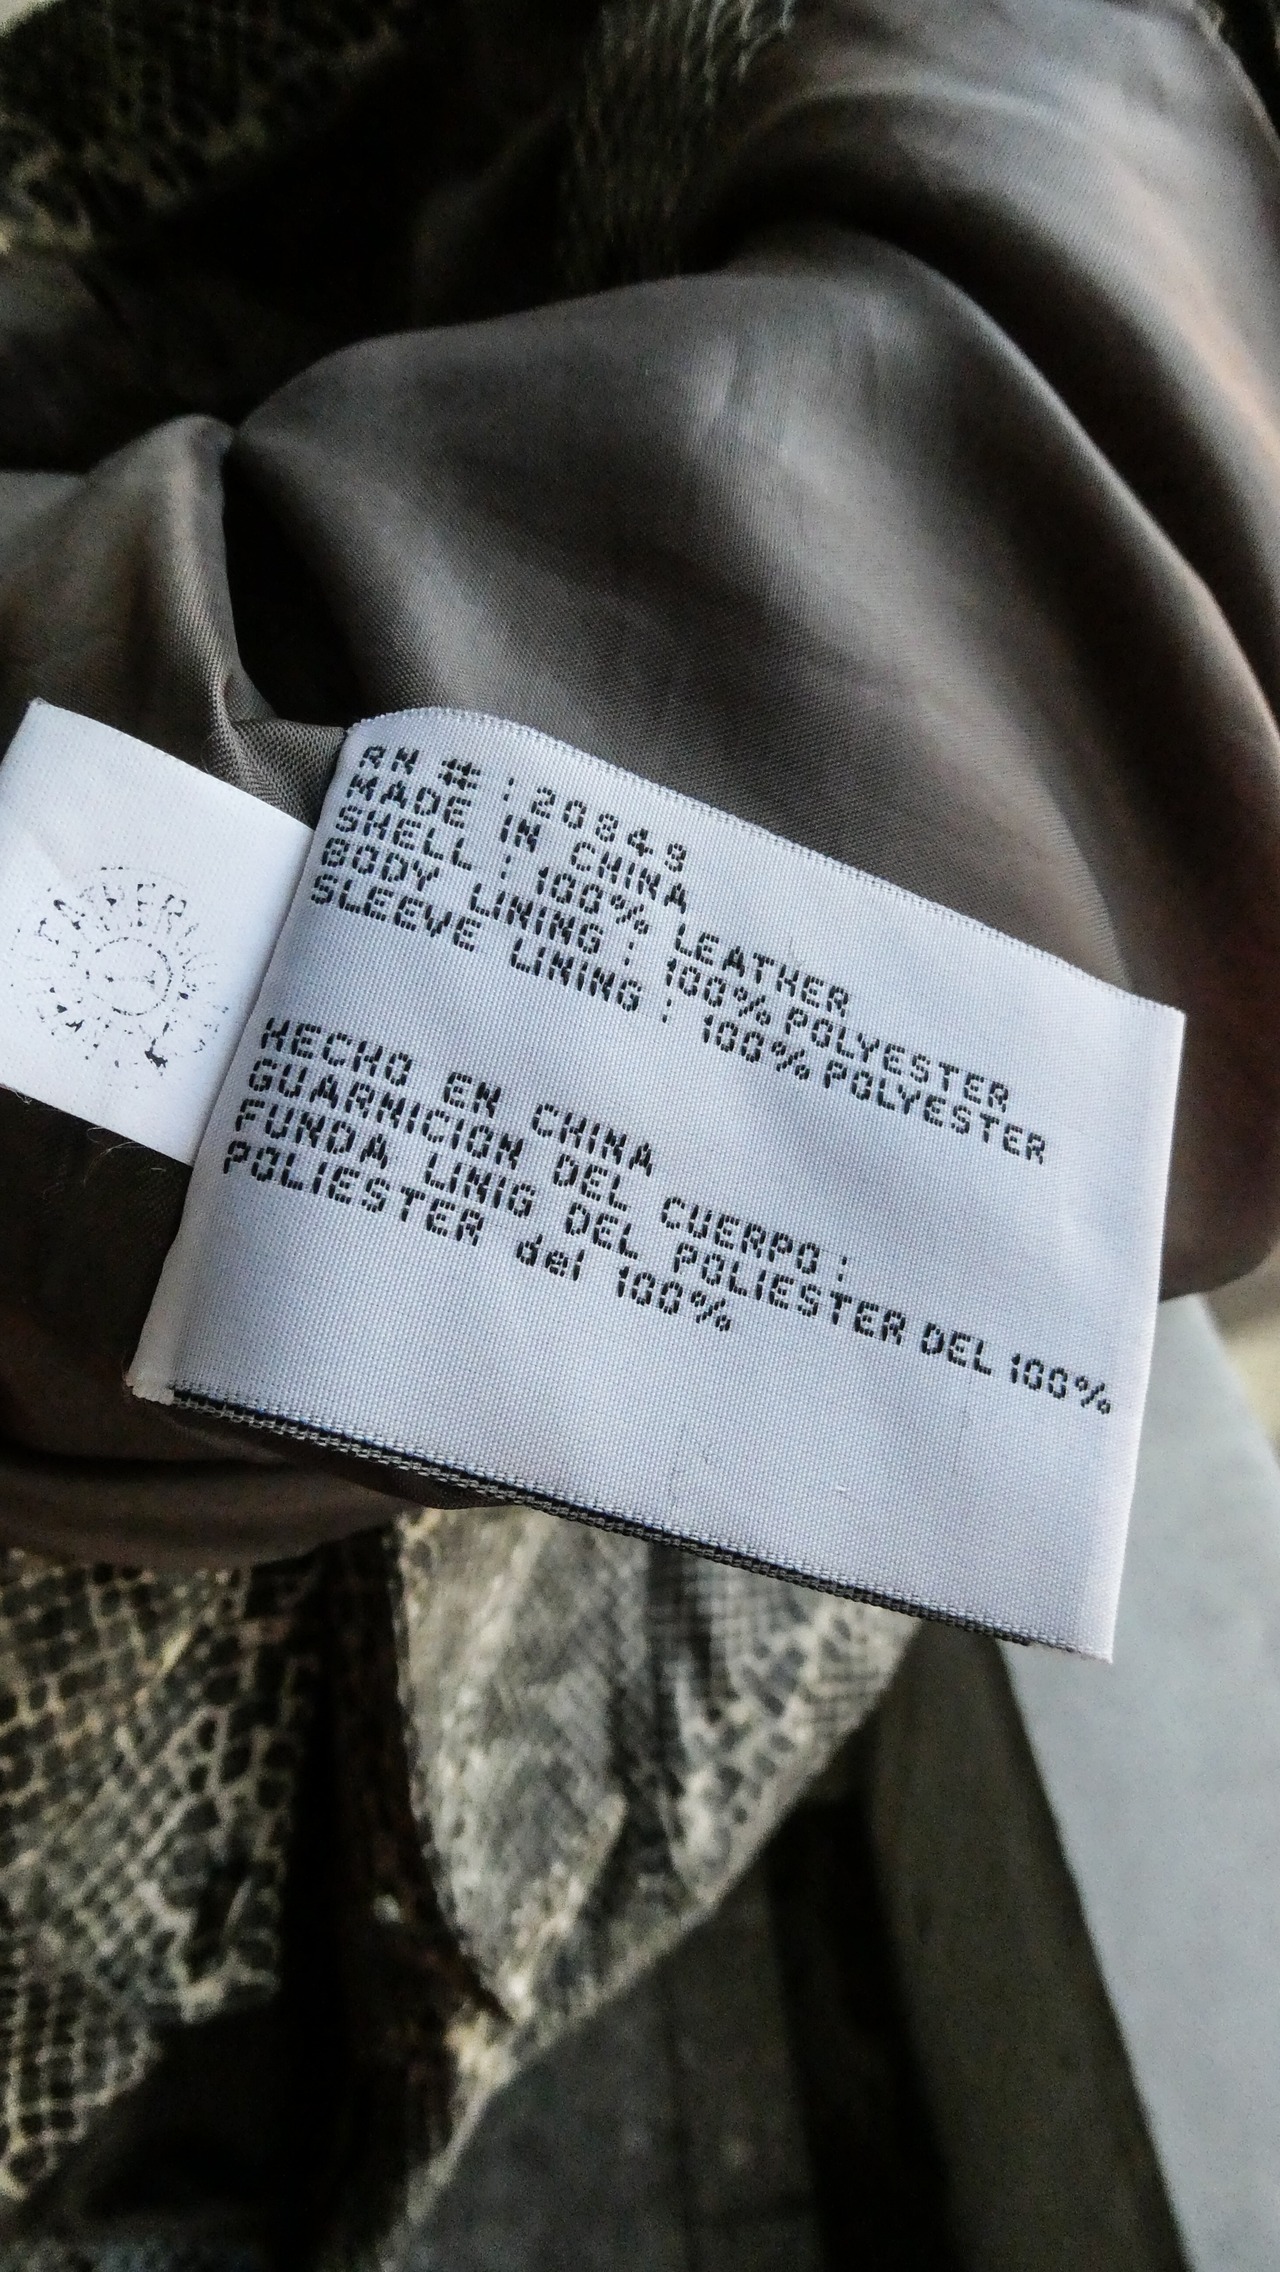 RN # : 20849
MADE IN CHINA
SHELL : 100% LEATHER
BODY LINING : 100% POLYESTER
SLEEVE LINING : 100% POLYESTER
HECHO EN CHINA
GUARNICION DEL CUERPO :
FUNDA LINIG DEL POLIESTER DEL 100%
POLIESTER del 100%